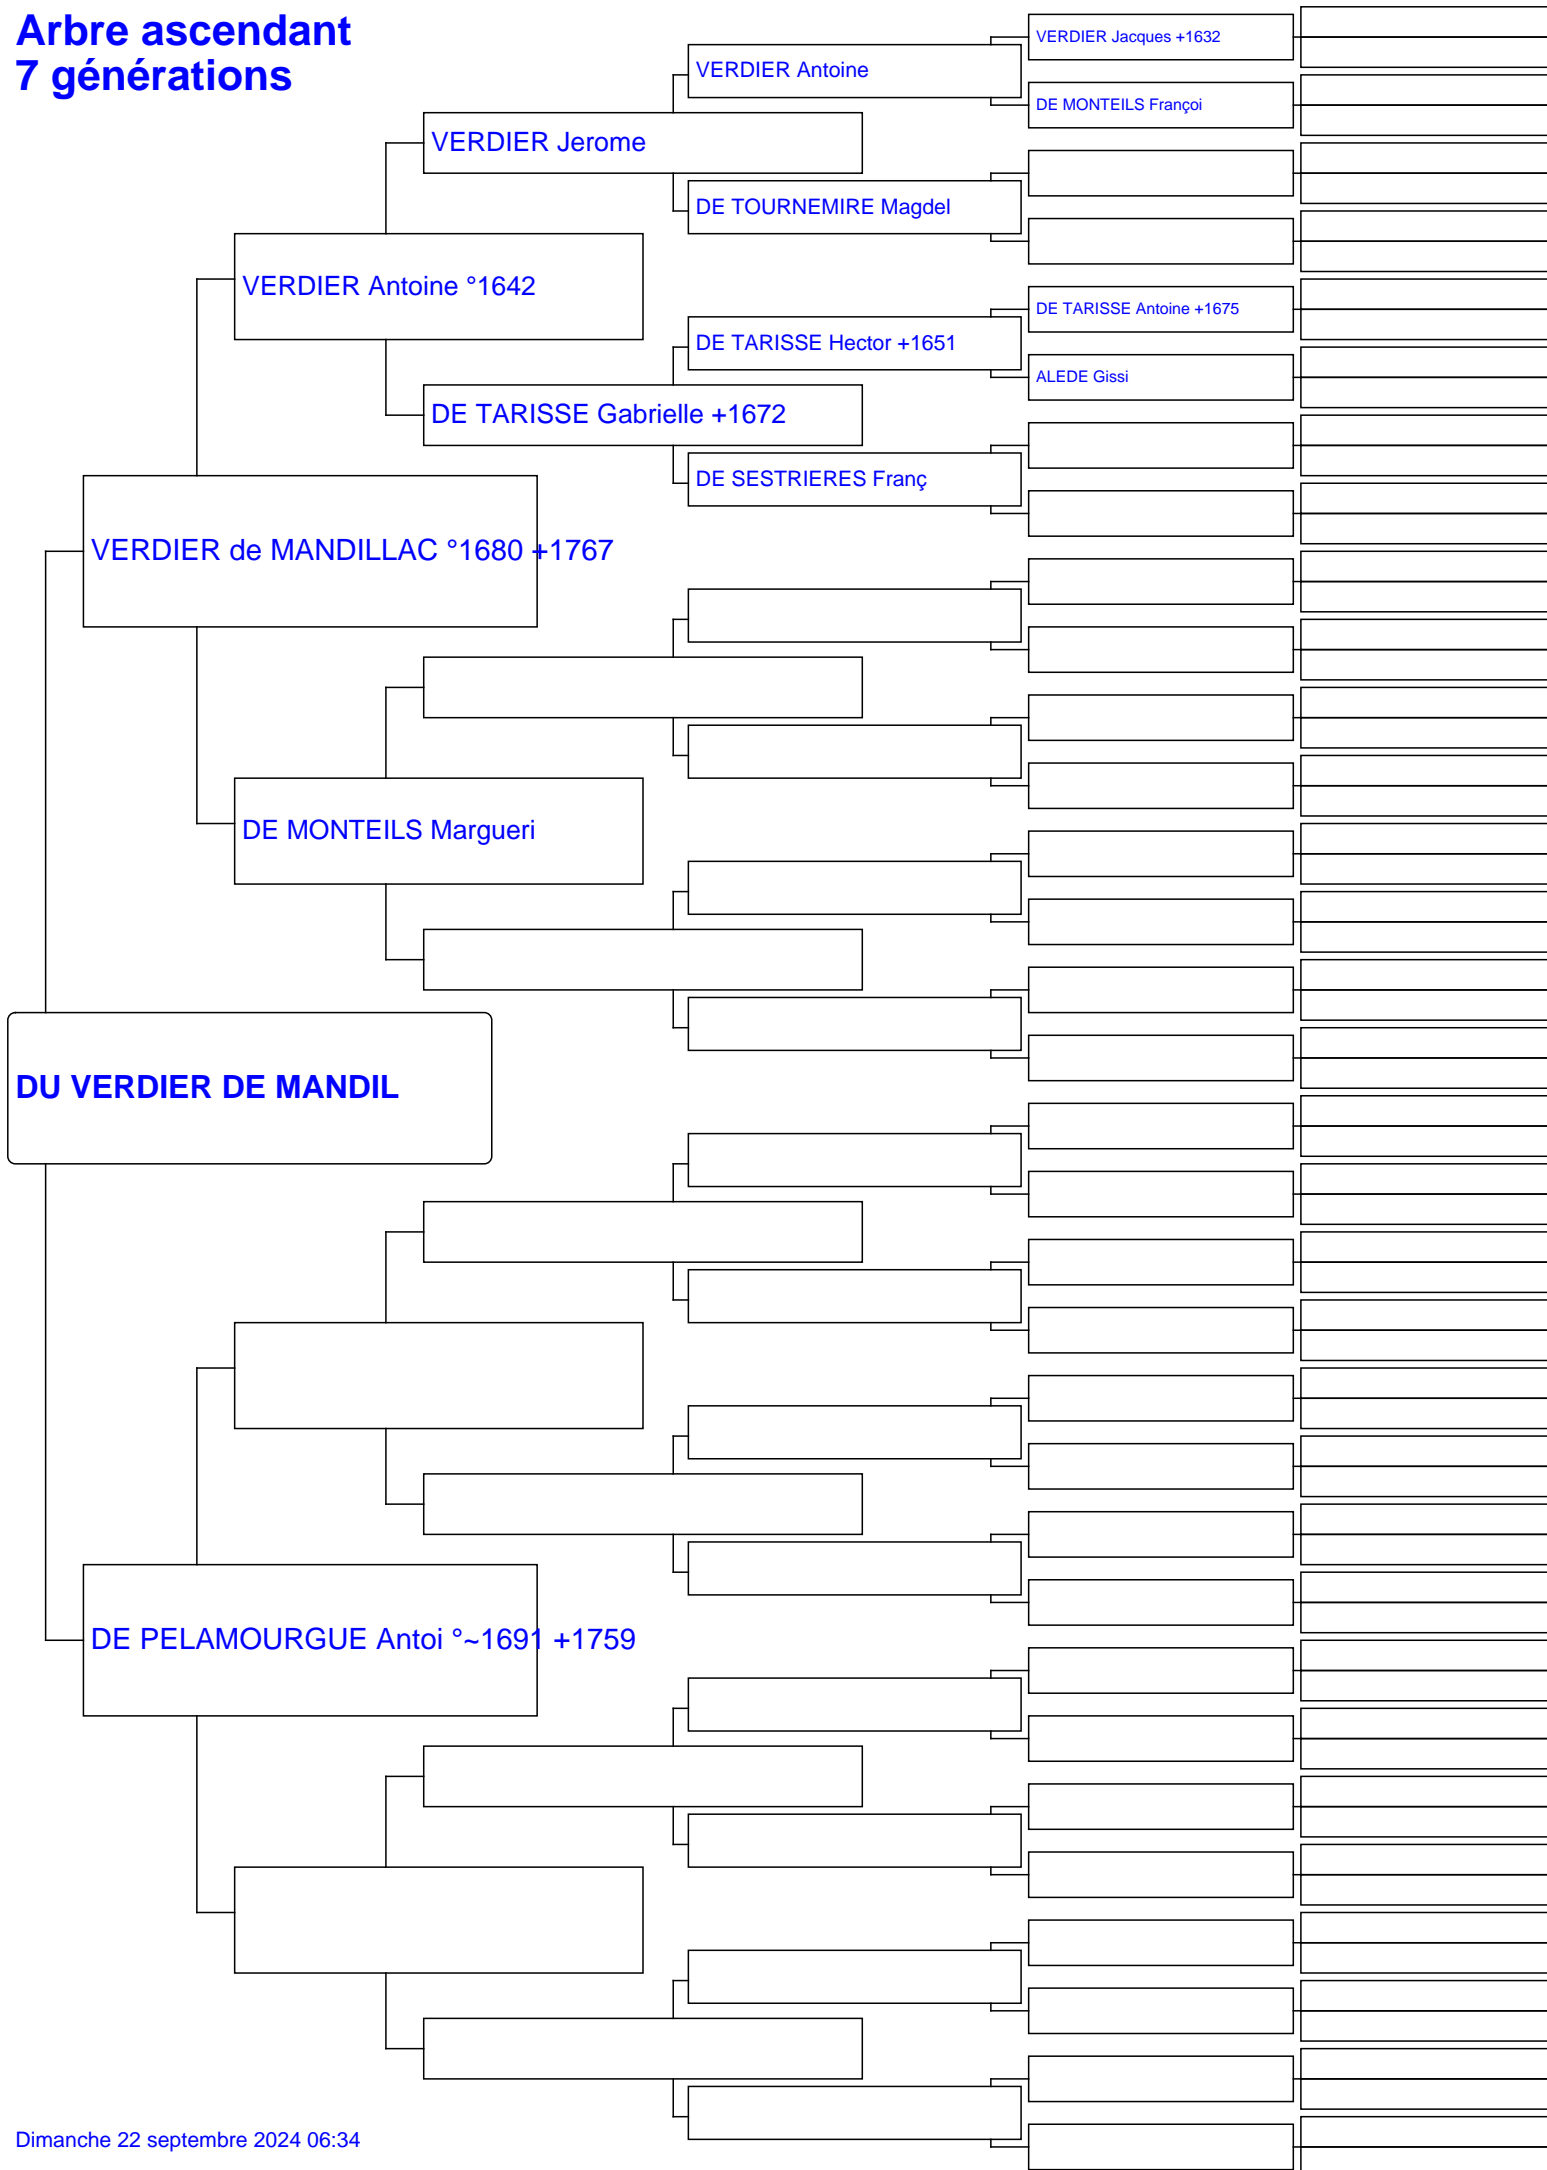 Arbre ascendant
7 générations
VERDIER Jacques +1632
VERDIER Antoine
DE MONTEILS Françoi
VERDIER Jerome
DE TOURNEMIRE Magdel
VERDIER Antoine °1642
DE TARISSE Antoine +1675
DE TARISSE Hector +1651
ALEDE Gissi
DE TARISSE Gabrielle +1672
DE SESTRIERES Franç
VERDIER de MANDILLAC °1680 +1767
DE MONTEILS Margueri
DU VERDIER DE MANDIL
DE PELAMOURGUE Antoi °~1691 +1759
Dimanche 22 septembre 2024 06:34